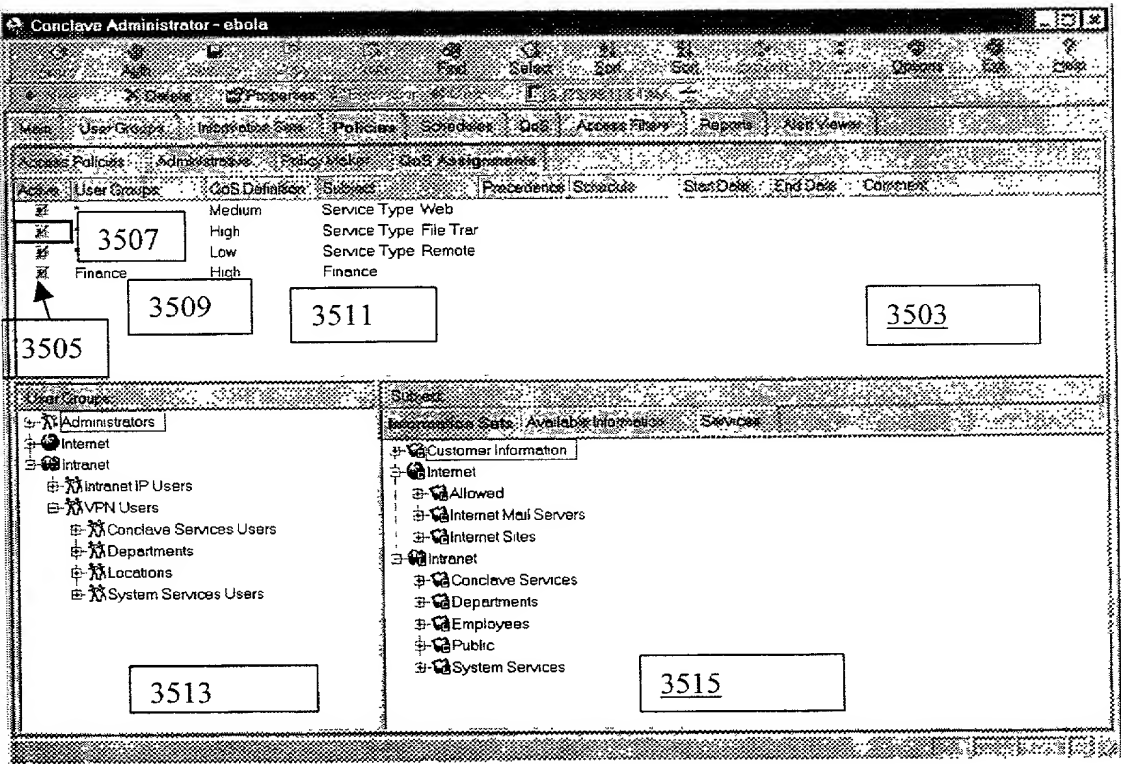 Conclave Administrator - ebola
Auth Find Select Sort Sort Options Exit Help
Delete Properties
Main User Groups Information Sets Policies Schedules QoS Access Filters Reports Alert Viewer
Access Policies Administrative Policy Maker QoS Assignments
Active User Groups QoS Definition Subject Precedence Schedule Start Date End Date Comment
* Medium Service Type Web
High Service Type File Tran
Low Service Type Remote
Finance High Finance
3507
3509
3511
3503
3505
User Groups
Administrators
Internet
Intranet
Intranet IP Users
VPN Users
Conclave Services Users
Departments
Locations
System Services Users
3513
Subject
Information Sets Available Information Services
Customer Information
Internet
Allowed
Internet Mail Servers
Internet Sites
Intranet
Conclave Services
Departments
Employees
Public
System Services
3515